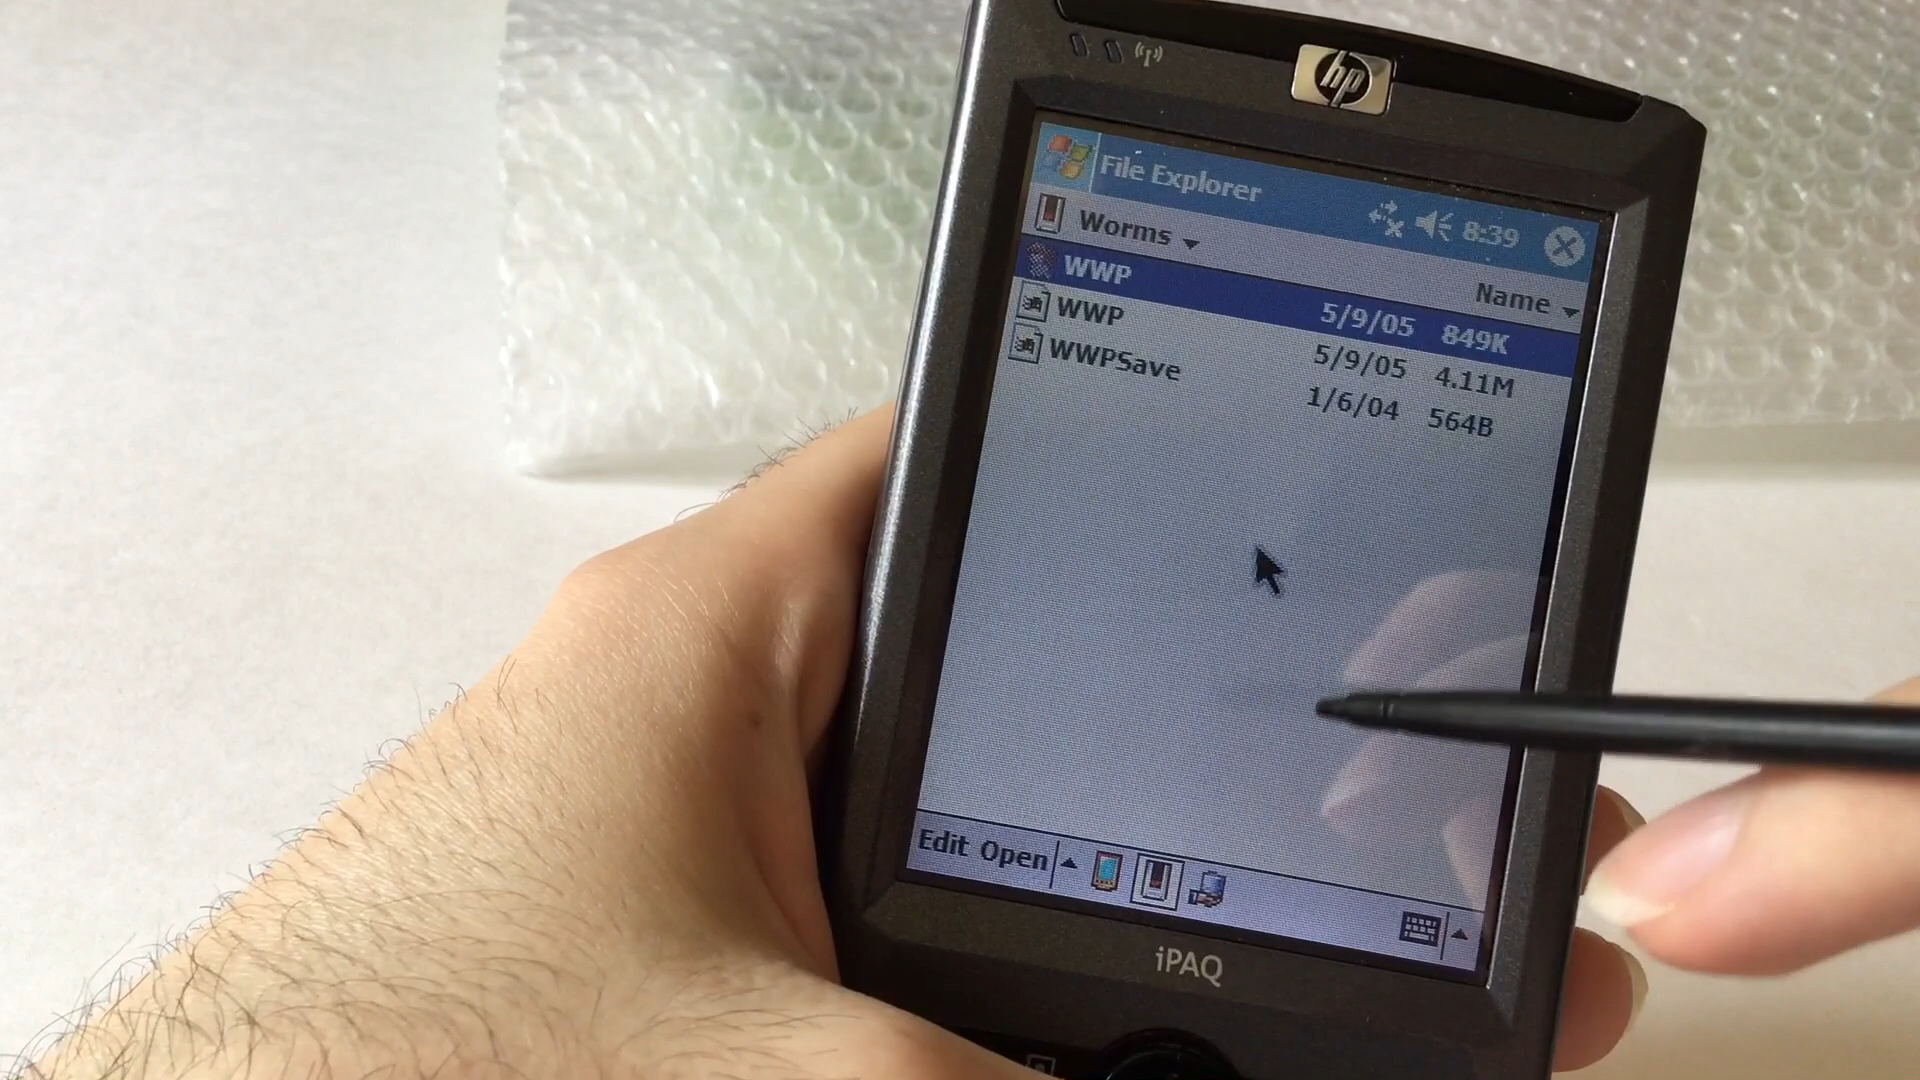 hp
File Explorer 8:39
Worms
Name
WWP 5/9/05 849K
WWP 5/9/05 4.11M
WWPSave 1/6/04 564B
Edit Open
iPAQ